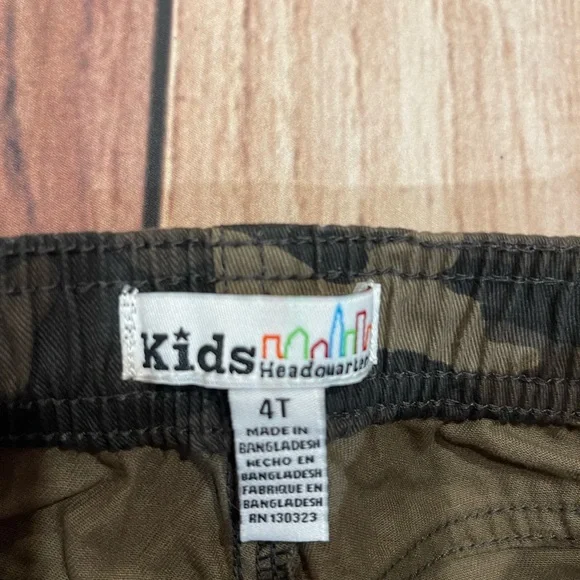 Kids
Headquarters
4T
MADE IN
BANGLADESH
HECHO EN
BANGLADESH
FABRIQUE EN
BANGLADESH
RN 130323